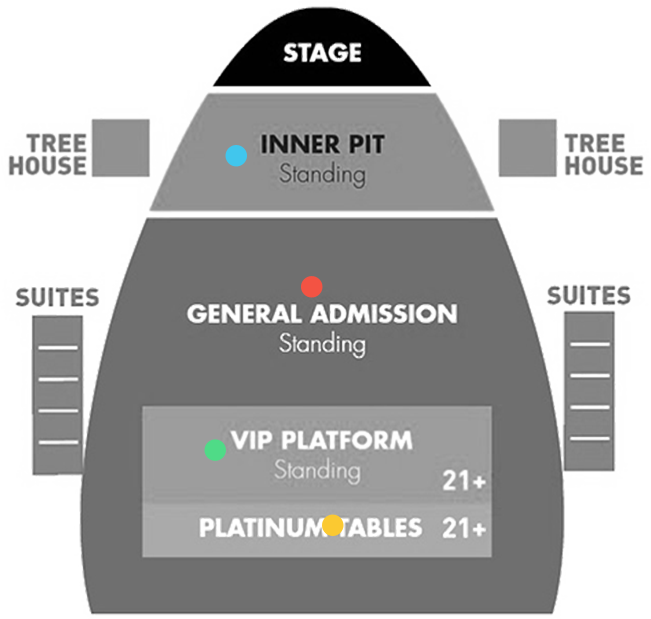 STAGE
INNER PIT
Standing
TREE
HOUSE
TREE
HOUSE
GENERAL ADMISSION
Standing
SUITES
SUITES
VIP PLATFORM
Standing
21+
PLATINUM TABLES 21+